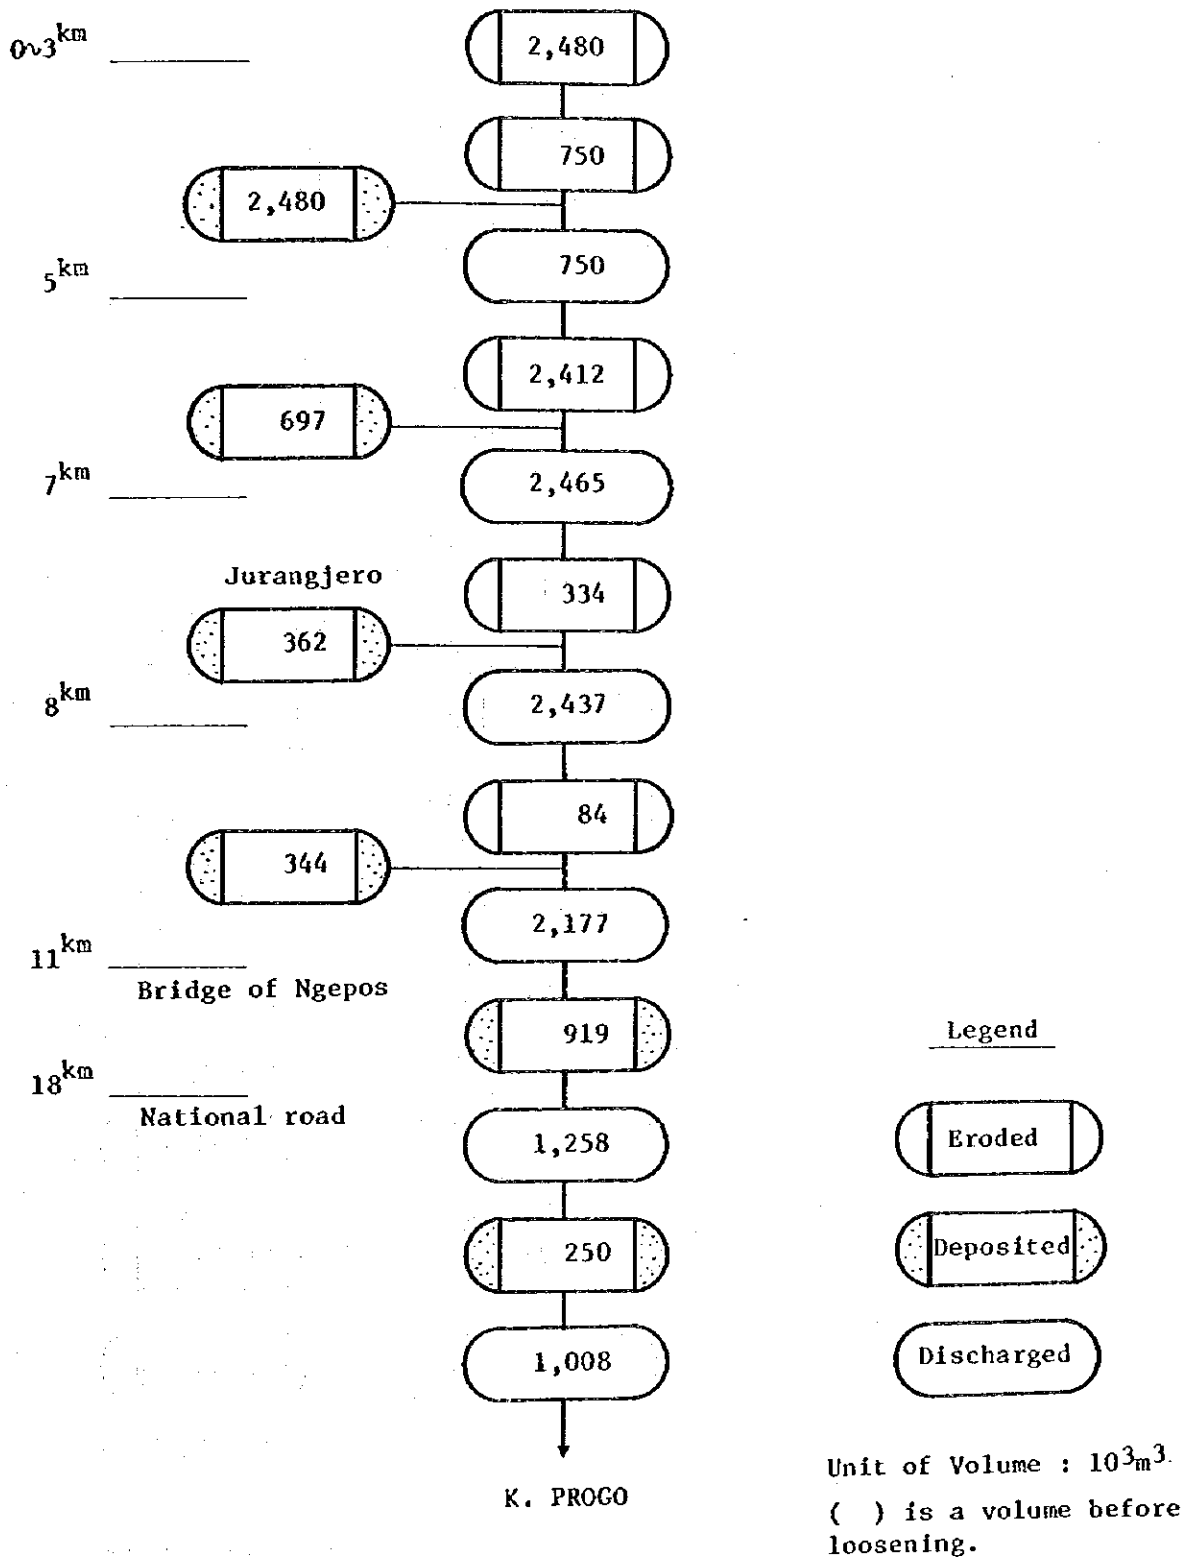 0~3km
2,480
750
2,480
750
5km
2,412
697
2,465
7km
334
Jurangjero
362
2,437
8km
84
344
2,177
11km
Bridge of Ngepos
919
18km
National road
1,258
250
1,008
K. PROGO
Legend
Eroded
Deposited
Discharged
Unit of Volume : 10³m³
( ) is a volume before
loosening.